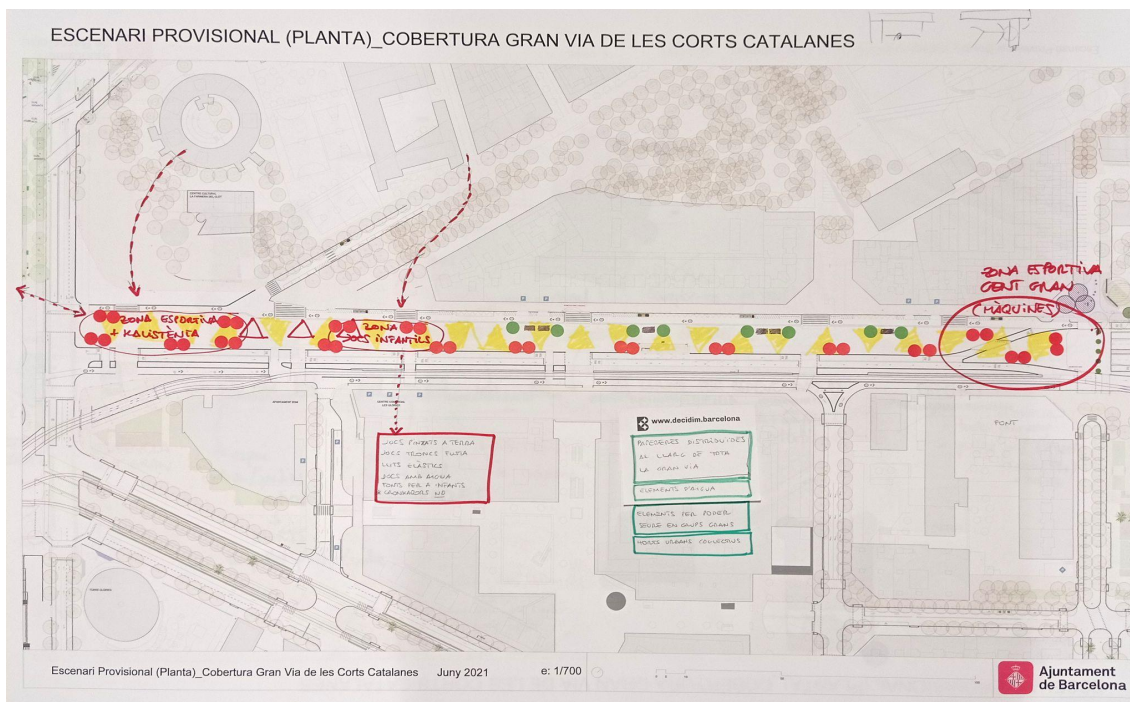 ESCENARI PROVISIONAL (PLANTA)_COBERTURA GRAN VIA DE LES CORTS CATALANES
ZONA ESPORTIVA
GENT GRAN
(MÀQUINES)
ZONA ESPORTIVA
+ KALISTÈNIA
ZONA
JOCS INFANTILS
www.decidim.barcelona
JOCS PINTATS A TERRA
JOCS TRONCS FUSTA
LLITS ELÀSTICS
JOCS AMB AIGUA
FONTS PER A INFANTS
* GRONXADORS NO
PAPERERES DISTRIBUÏDES
AL LLARG DE TOTA
LA GRAN VIA
ELEMENTS D'AIGUA
ELEMENTS PER PODER
SEURE EN GRUPS GRANS
HORTS URBANS COL·LECTIUS
FONT
Escenari Provisional (Planta)_Cobertura Gran Via de les Corts Catalanes Juny 2021 e: 1/700
Ajuntament
de Barcelona